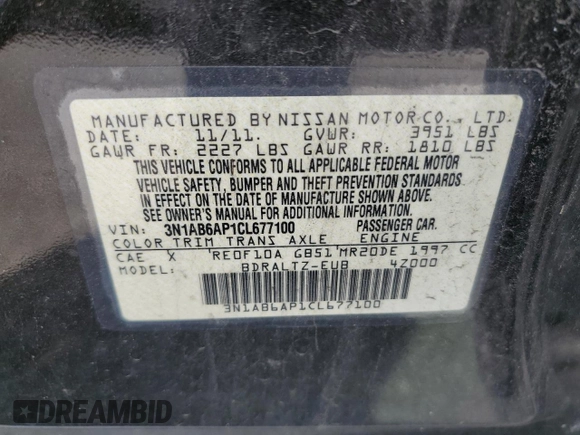 MANUFACTURED BY NISSAN MOTOR CO., LTD.
DATE: 11/11. GVWR: 3951 LBS
GAWR FR: 2227 LBS GAWR RR: 1810 LBS
THIS VEHICLE CONFORMS TO ALL APPLICABLE FEDERAL MOTOR
VEHICLE SAFETY, BUMPER AND THEFT PREVENTION STANDARDS
IN EFFECT ON THE DATE OF MANUFACTURE SHOWN ABOVE.
SEE OWNER'S MANUAL FOR ADDITIONAL INFORMATION.
VIN: 3N1AB6AP1CL677100 PASSENGER CAR.
COLOR TRIM TRANS AXLE ENGINE
CAE X RE0F10A GB51 MR20DE 1997 CC
MODEL: BDRALTZ-EUB 4Z000
3N1AB6AP1CL677100
DREAMBID